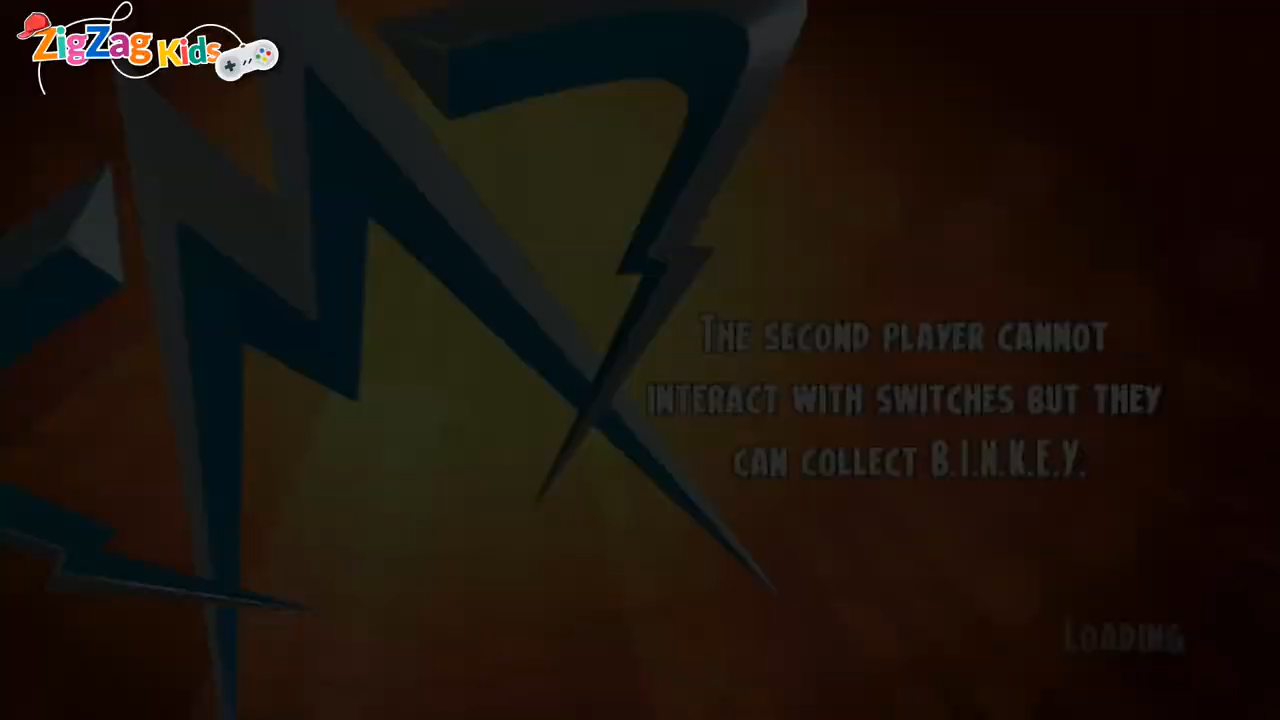 ZigZag Kids
THE SECOND PLAYER CANNOT
INTERACT WITH SWITCHES BUT THEY
CAN COLLECT B.I.N.K.E.Y.
LOADING